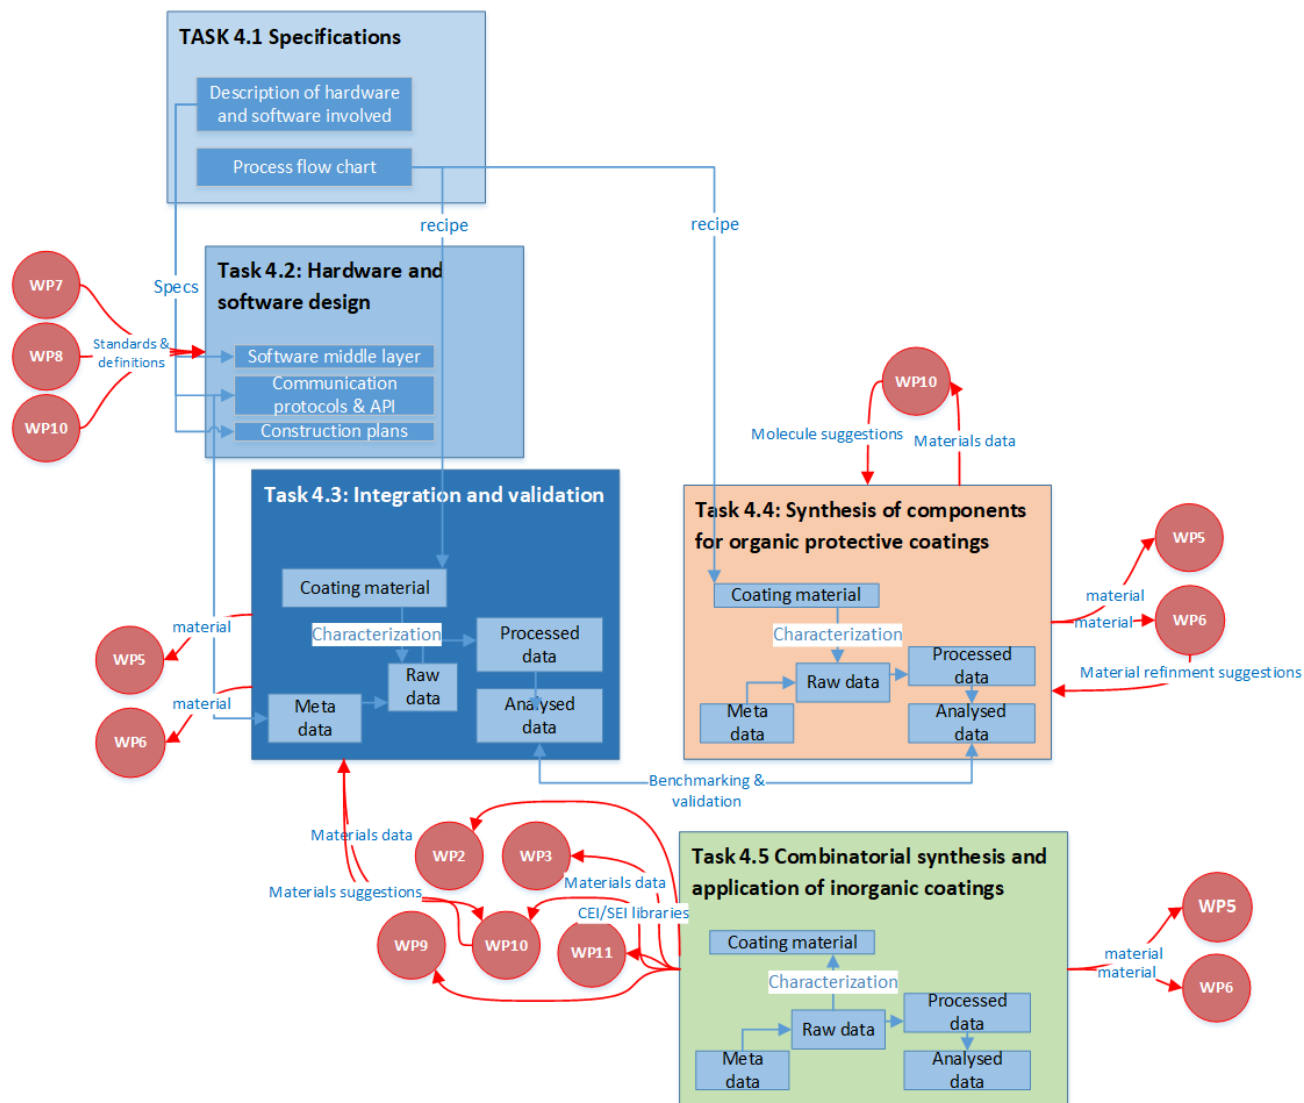 TASK 4.1 Specifications
Description of hardware
and software involved
Process flow chart
recipe
recipe
Task 4.2: Hardware and
software design
Specs
WP7
WP8
WP10
Standards &
definitions
Software middle layer
Communication
protocols & API
Construction plans
WP10
Molecule suggestions
Materials data
Task 4.3: Integration and validation
Coating material
Characterization
Processed
data
Raw
data
Meta
data
Analysed
data
material
WP5
material
WP6
Task 4.4: Synthesis of components
for organic protective coatings
Coating material
Characterization
Processed
data
Raw data
Meta
data
Analysed
data
WP5
material
material
WP6
Material refinment suggestions
Benchmarking &
validation
Materials data
Materials suggestions
WP2
WP3
Materials data
CEI/SEI libraries
WP9
WP10
WP11
Task 4.5 Combinatorial synthesis and
application of inorganic coatings
Coating material
Characterization
Processed
data
Raw data
Meta
data
Analysed
data
WP5
material
material
WP6